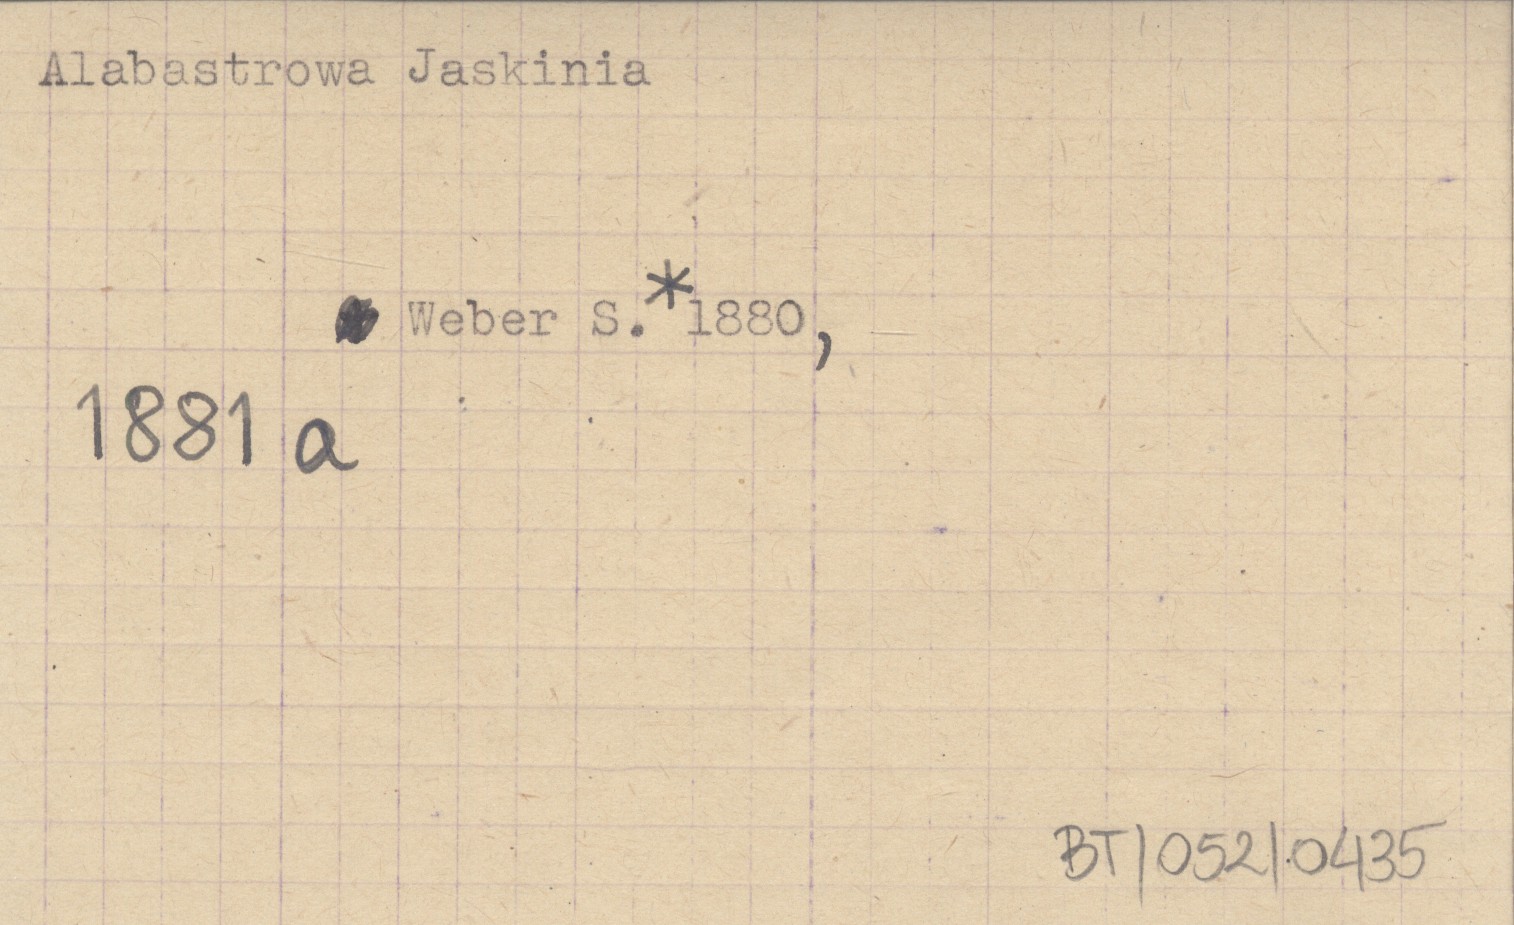 Alabastrowa Jaskinia
Weber S.*1880,
1881 a
BT/052/0435